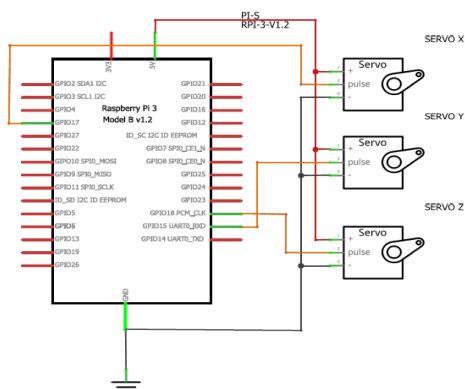 PI-S
RPI-3-V1.2
3V3
5V
Raspberry Pi 3
Model B v1.2
GPIO2 SDA1 I2C
GPIO3 SCL1 I2C
GPIO4
GPIO17
GPIO27
GPIO22
GPIO10 SPI0_MOSI
GPIO9 SPI0_MISO
GPIO11 SPI0_SCLK
ID_SD I2C ID EEPROM
GPIO5
GPIO6
GPIO13
GPIO19
GPIO26
GPIO21
GPIO20
GPIO16
GPIO12
ID_SC I2C ID EEPROM
GPIO7 SPI0_CE1_N
GPIO8 SPI0_CE0_N
GPIO25
GPIO24
GPIO23
GPIO18 PCM_CLK
GPIO15 UART0_RXD
GPIO14 UART0_TXD
GND
SERVO X
Servo
+
pulse
-
SERVO Y
Servo
+
pulse
-
SERVO Z
Servo
+
pulse
-